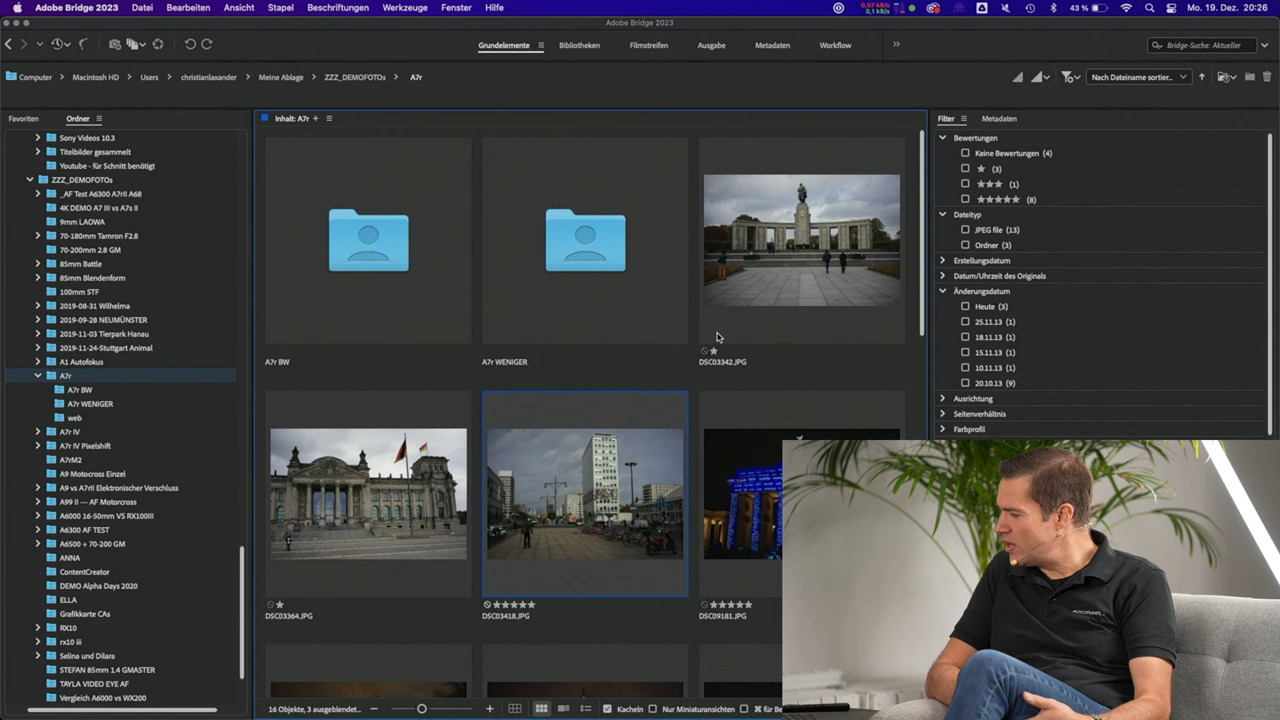 Adobe Bridge 2023 Datei Bearbeiten Ansicht Stapel Beschriftungen Werkzeuge Fenster Hilfe
0,07 kB/s
0,1 kB/s
43 % Mo. 19. Dez. 20:26
Adobe Bridge 2023
Grundelemente Bibliotheken Filmstreifen Ausgabe Metadaten Workflow
Bridge-Suche: Aktueller
Computer Macintosh HD Users christianlaxander Meine Ablage ZZZ_DEMOFOTOs A7r
Nach Dateiname sortier...
Favoriten Ordner
Sony Videos 10.3
Titelbilder gesammelt
Youtube - für Schnitt benötigt
ZZZ_DEMOFOTOs
_AF Test A6300 A7rII A68
4K DEMO A7 III vs A7s II
9mm LAOWA
70-180mm Tamron F2.8
70-200mm 2.8 GM
85mm Battle
85mm Blendenform
100mm STF
2019-08-31 Wilhelma
2019-09-28 NEUMÜNSTER
2019-11-03 Tierpark Hanau
2019-11-24-Stuttgart Animal
A1 Autofokus
A7r
A7r BW
A7r WENIGER
web
A7r IV
A7r IV Pixelshift
A7rM2
A9 Motocross Einzel
A9 vs A7rII Elektronischer Verschluss
A99 II --- AF Motorcross
A6000 16-50mm VS RX100III
A6300 AF TEST
A6500 + 70-200 GM
ANNA
ContentCreator
DEMO Alpha Days 2020
ELLA
Grafikkarte CAs
RX10
rx10 iii
Selina und Dilara
STEFAN 85mm 1.4 GMASTER
TAYLA VIDEO EYE AF
Vergleich A6000 vs WX200
Inhalt: A7r
A7r BW
A7r WENIGER
DSC03342.JPG
DSC03364.JPG
DSC03418.JPG
DSC09181.JPG
16 Objekte, 3 ausgeblendet...
Kacheln Nur Miniaturansichten ⌘ für Be
Filter Metadaten
Bewertungen
Keine Bewertungen (4)
★ (3)
★★★ (1)
★★★★★ (8)
Dateityp
JPEG file (13)
Ordner (3)
Erstellungsdatum
Datum/Uhrzeit des Originals
Änderungsdatum
Heute (3)
25.11.13 (1)
18.11.13 (1)
15.11.13 (1)
10.11.13 (1)
20.10.13 (9)
Ausrichtung
Seitenverhältnis
Farbprofil